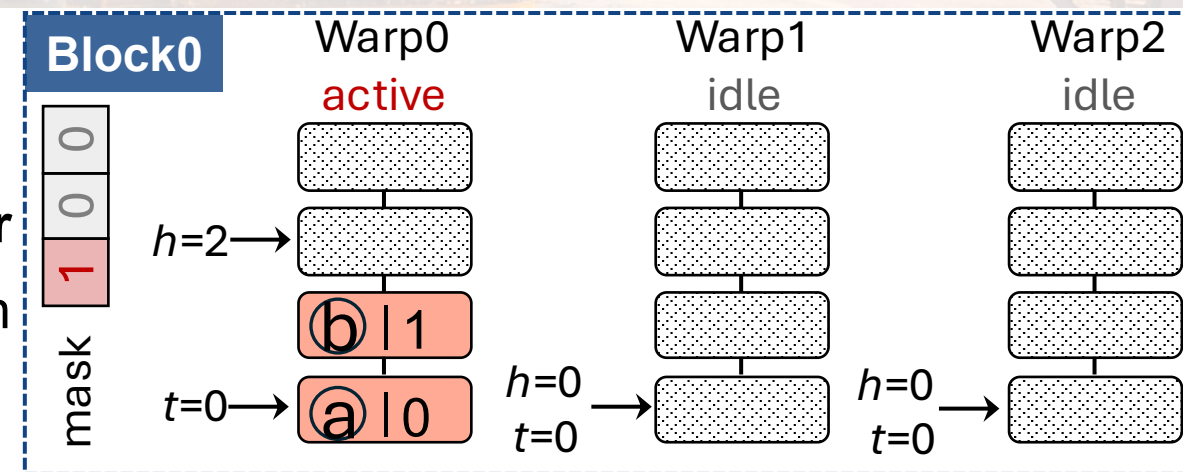 Block0
Warp0
Warp1
Warp2
active
idle
idle
0
0
1
mask
h=2
b | 1
t=0
a | 0
h=0
t=0
h=0
t=0
r
n